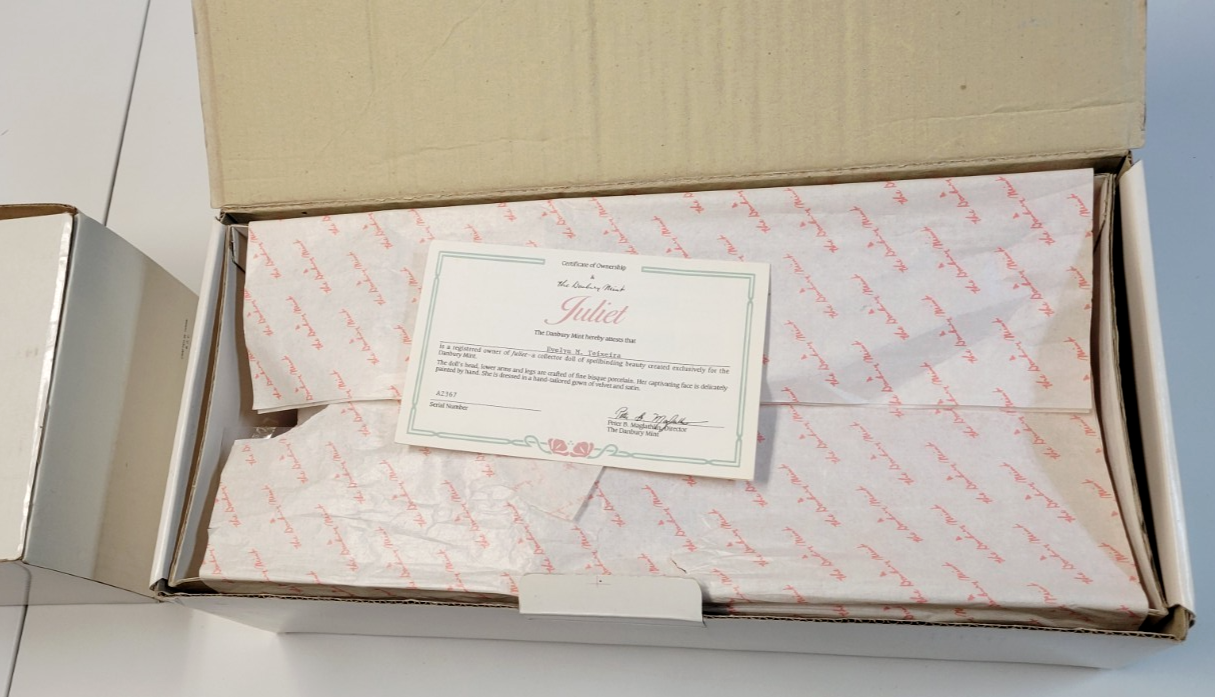 Certificate of Ownership
&
The Danbury Mint
Juliet
The Danbury Mint hereby attests that
Evelyn M. Teixeira
is a registered owner of Juliet—a collector doll of spellbinding beauty created exclusively for the
Danbury Mint.
The doll's head, lower arms and legs are crafted of fine bisque porcelain. Her captivating face is delicately
painted by hand. She is dressed in a hand-tailored gown of velvet and satin.
A2367
Serial Number
Peter B. Maglathlin, Director
The Danbury Mint
The Danbury Mint